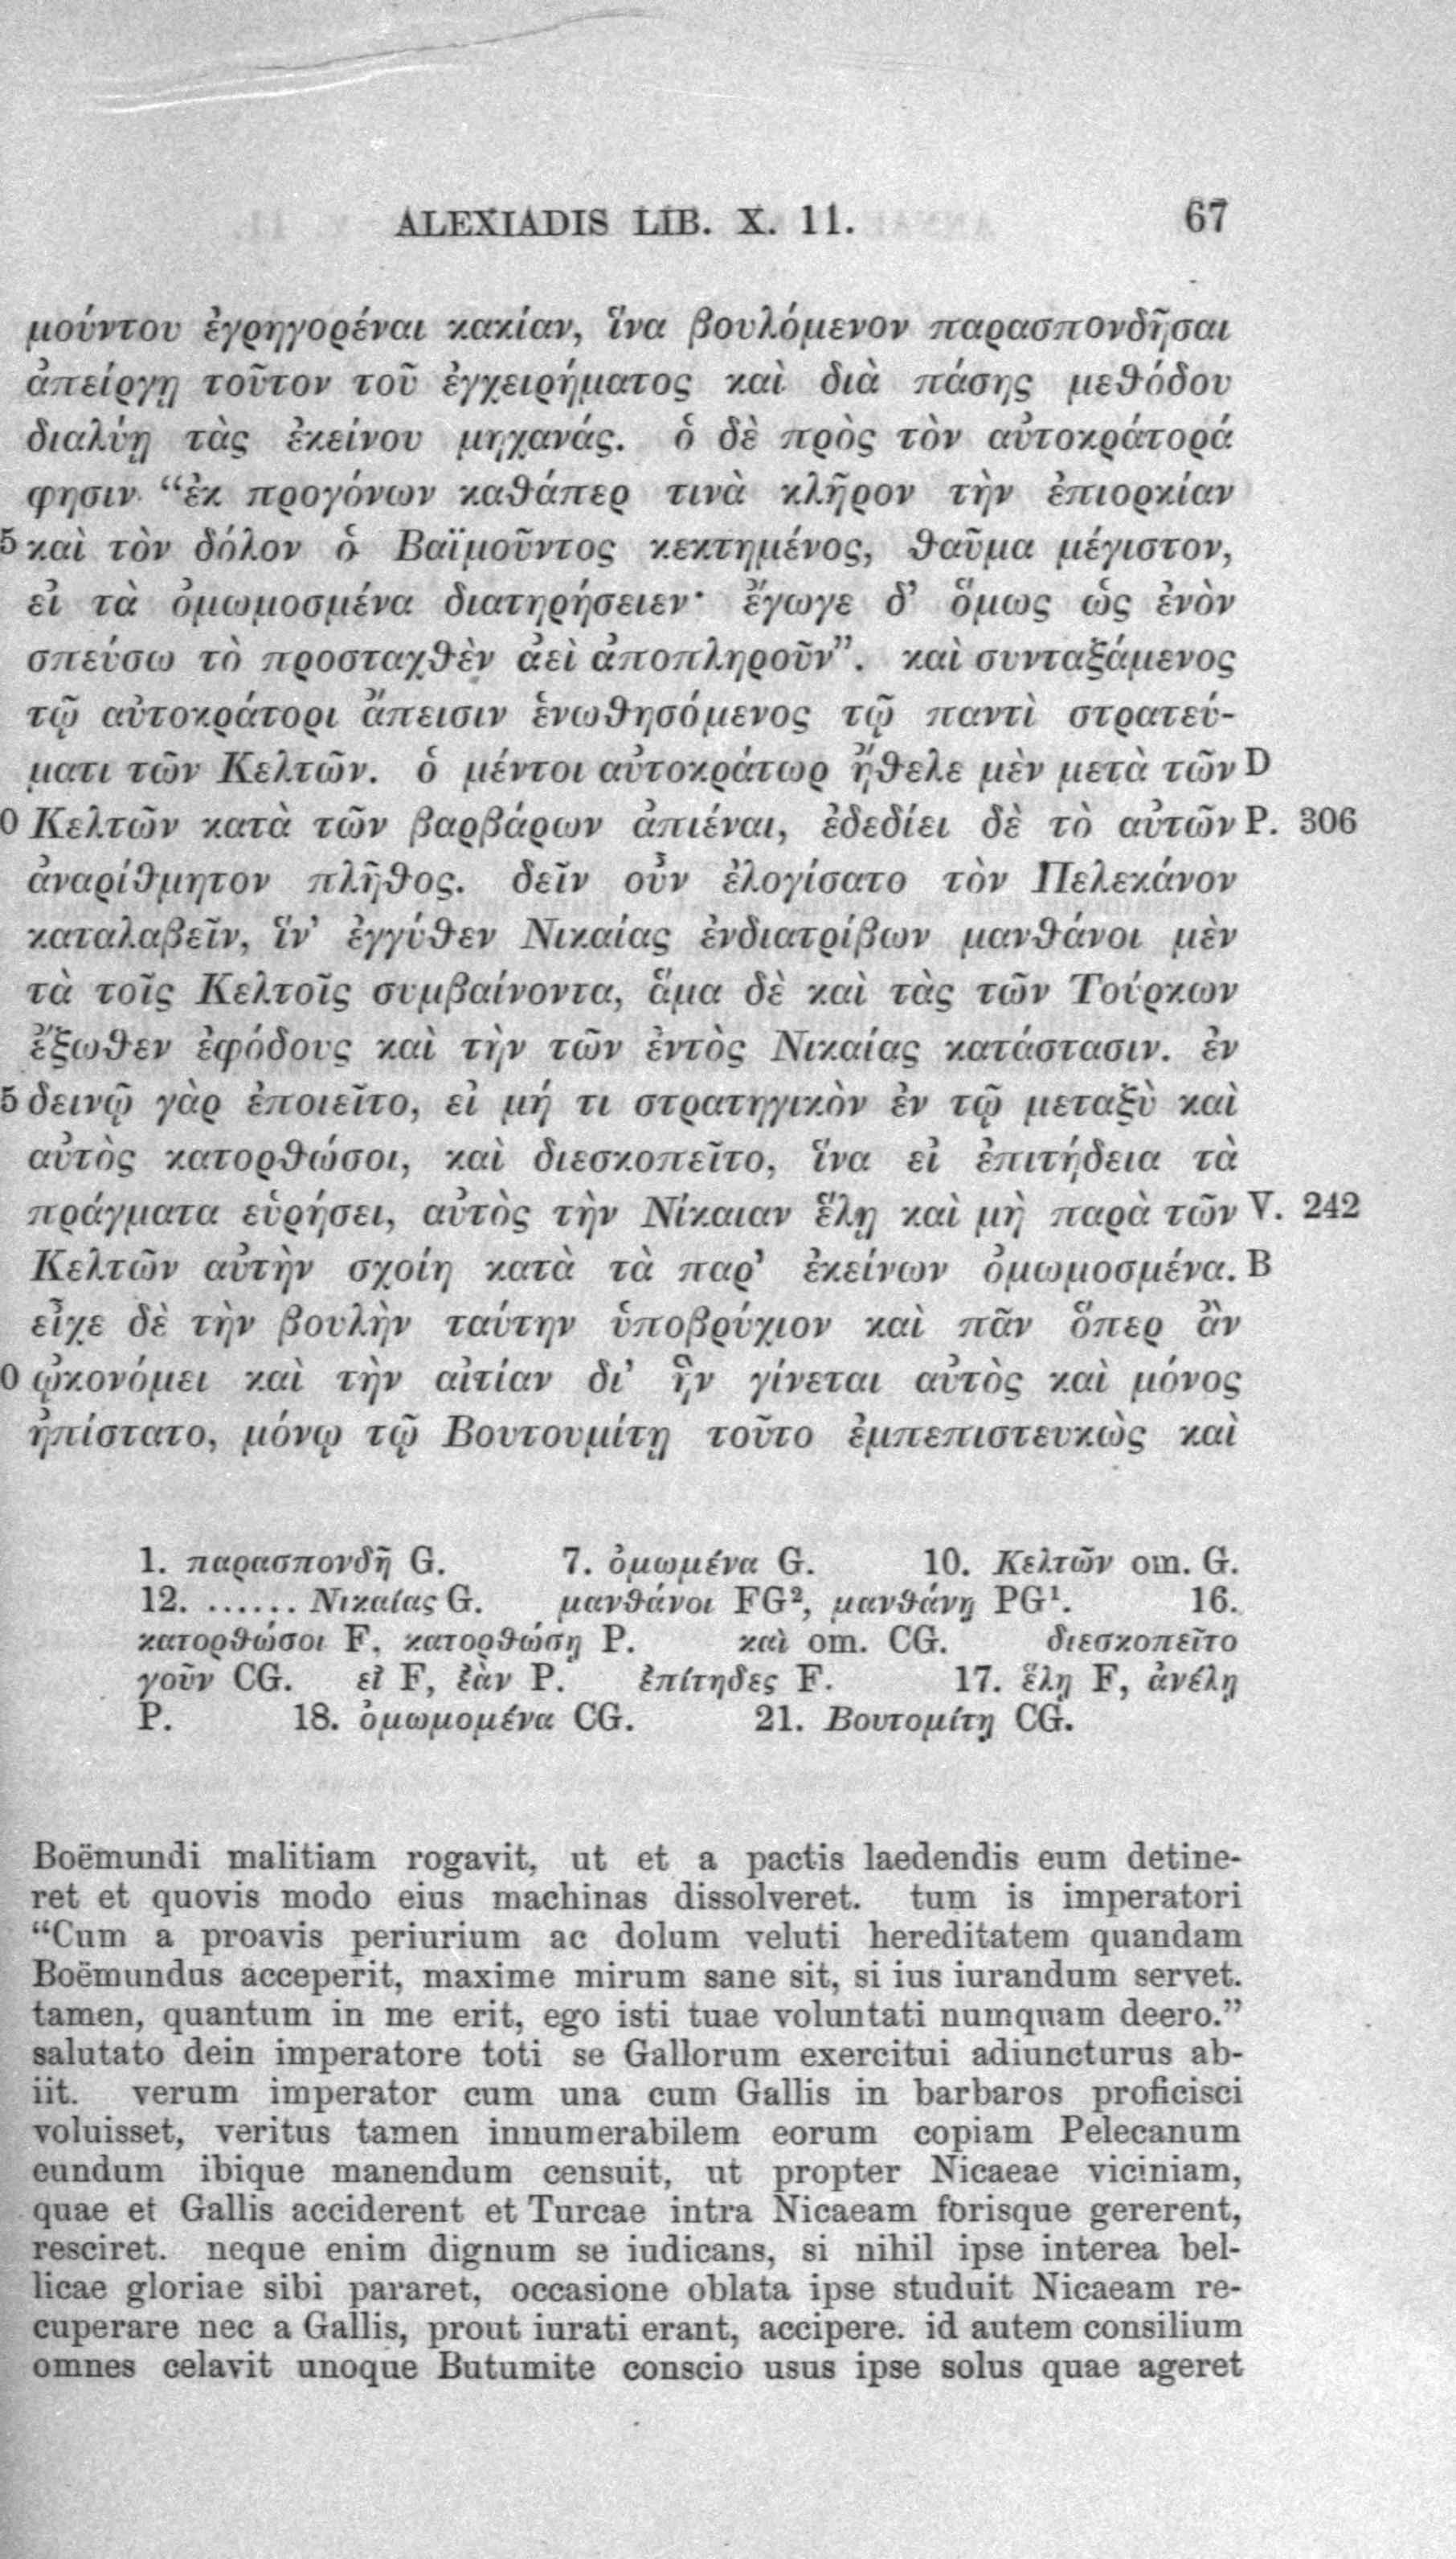 ALEXIADIS LIB. X. 11. 67
μούντου ἐγρηγορέναι κακίαν, ἵνα βουλόμενον παρασπονδῆσαι
ἀπείργῃ τοῦτον τοῦ ἐγχειρήματος καὶ διὰ πάσης μεθόδου
διαλύῃ τὰς ἐκείνου μηχανάς. ὁ δὲ πρὸς τὸν αὐτοκράτορά
φησιν “ἐκ προγόνων καθάπερ τινὰ κλῆρον τὴν ἐπιορκίαν
5 καὶ τὸν δόλον ὁ Βαϊμοῦντος κεκτημένος, θαῦμα μέγιστον,
εἰ τὰ ὀμωμοσμένα διατηρήσειεν· ἔγωγε δ’ ὅμως ὡς ἐνὸν
σπεύσω τὸ προσταχθὲν ἀεὶ ἀποπληροῦν”. καὶ συνταξάμενος
τῷ αὐτοκράτορι ἄπεισιν ἑνωθησόμενος τῷ παντὶ στρατεύ-
ματι τῶν Κελτῶν. ὁ μέντοι αὐτοκράτωρ ἤθελε μὲν μετὰ τῶν D
0 Κελτῶν κατὰ τῶν βαρβάρων ἀπιέναι, ἐδεδίει δὲ τὸ αὐτῶν P. 306
ἀναρίθμητον πλῆθος. δεῖν οὖν ἐλογίσατο τὸν Πελεκάνον
καταλαβεῖν, ἵν’ ἐγγύθεν Νικαίας ἐνδιατρίβων μανθάνοι μὲν
τὰ τοῖς Κελτοῖς συμβαίνοντα, ἅμα δὲ καὶ τὰς τῶν Τούρκων
ἔξωθεν ἐφόδους καὶ τὴν τῶν ἐντὸς Νικαίας κατάστασιν. ἐν
5 δεινῷ γὰρ ἐποιεῖτο, εἰ μή τι στρατηγικὸν ἐν τῷ μεταξὺ καὶ
αὐτὸς κατορθώσοι, καὶ διεσκοπεῖτο, ἵνα εἰ ἐπιτήδεια τὰ
πράγματα εὑρήσει, αὐτὸς τὴν Νίκαιαν ἕλῃ καὶ μὴ παρὰ τῶν V. 242
Κελτῶν αὐτὴν σχοίη κατὰ τὰ παρ’ ἐκείνων ὀμωμοσμένα. B
εἶχε δὲ τὴν βουλὴν ταύτην ὑποβρύχιον καὶ πᾶν ὅπερ ἂν
0 ᾠκονόμει καὶ τὴν αἰτίαν δι’ ἣν γίνεται αὐτὸς καὶ μόνος
ἠπίστατο, μόνῳ τῷ Βουτουμίτῃ τοῦτο ἐμπεπιστευκὼς καὶ
1. παρασπονδῆ G. 7. ὀμωμένα G. 10. Κελτῶν om. G.
12. ...... Νικαίας G. μανθάνοι FG², μανθάνῃ PG¹. 16.
κατορθώσοι F, κατορθώσῃ P. καὶ om. CG. διεσκοπεῖτο
γοῦν CG. εἰ F, ἐὰν P. ἐπίτηδες F. 17. ἕλῃ F, ἀνέλῃ
P. 18. ὀμωμομένα CG. 21. Βουτομίτῃ CG.
Boëmundi malitiam rogavit, ut et a pactis laedendis eum detine-
ret et quovis modo eius machinas dissolveret. tum is imperatori
“Cum a proavis periurium ac dolum veluti hereditatem quandam
Boëmundus acceperit, maxime mirum sane sit, si ius iurandum servet.
tamen, quantum in me erit, ego isti tuae voluntati numquam deero.”
salutato dein imperatore toti se Gallorum exercitui adiuncturus ab-
iit. verum imperator cum una cum Gallis in barbaros proficisci
voluisset, veritus tamen innumerabilem eorum copiam Pelecanum
eundum ibique manendum censuit, ut propter Nicaeae viciniam,
quae et Gallis acciderent et Turcae intra Nicaeam forisque gererent,
resciret. neque enim dignum se iudicans, si nihil ipse interea bel-
licae gloriae sibi pararet, occasione oblata ipse studuit Nicaeam re-
cuperare nec a Gallis, prout iurati erant, accipere. id autem consilium
omnes celavit unoque Butumite conscio usus ipse solus quae ageret